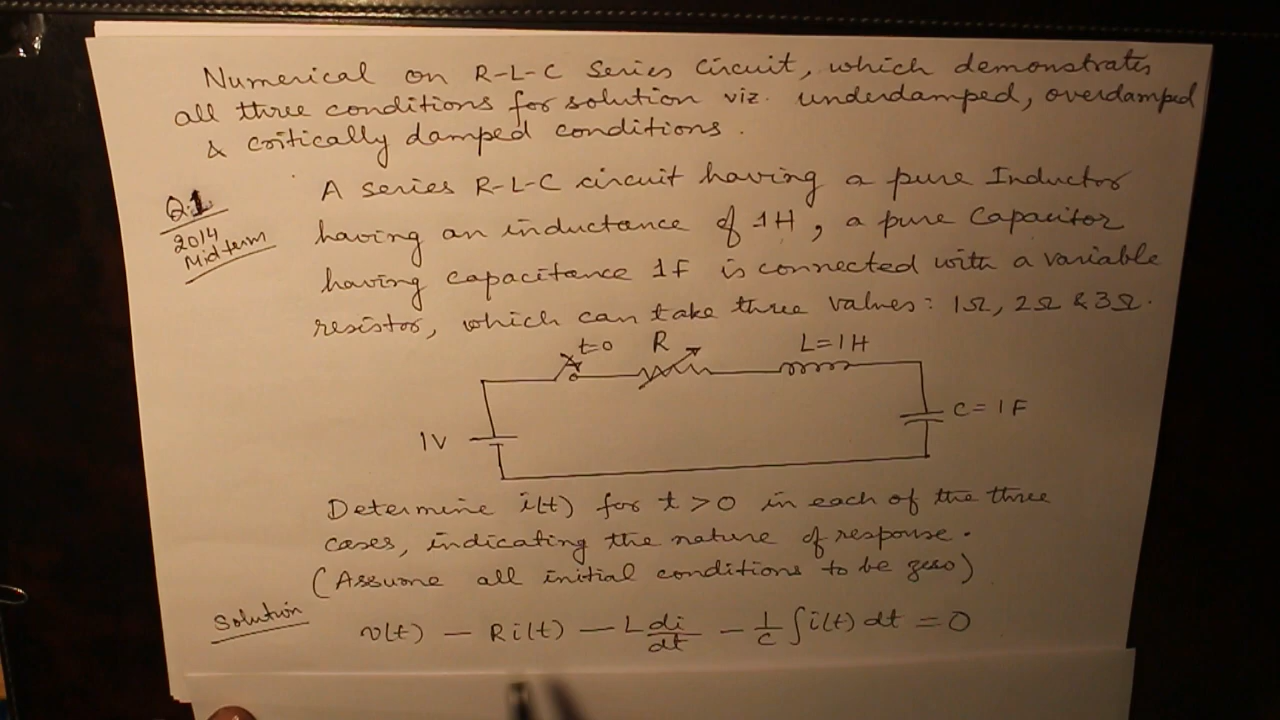 Numerical on R-L-C Series Circuit, which demonstrates
all three conditions for solution viz. underdamped, overdamped
& critically damped conditions.
Q.1
2014
Midterm
A series R-L-C circuit having a pure Inductor
having an inductance of 1H, a pure Capacitor
having capacitance 1F is connected with a variable
resistor, which can take three values: 1Ω, 2Ω & 3Ω.
t=0 R L=1H
1V
C=1F
Determine i(t) for t>0 in each of the three
cases, indicating the nature of response.
(Assume all initial conditions to be zero)
Solution
v(t) - Ri(t) - L di/dt - 1/C ∫i(t) dt = 0